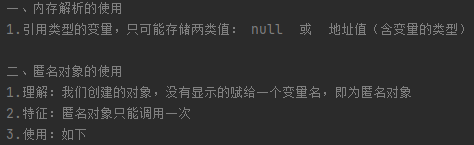 一、内存解析的使用
1.引用类型的变量，只可能存储两类值： null 或 地址值（含变量的类型）
二、匿名对象的使用
1.理解：我们创建的对象，没有显示的赋给一个变量名，即为匿名对象
2.特征：匿名对象只能调用一次
3.使用：如下